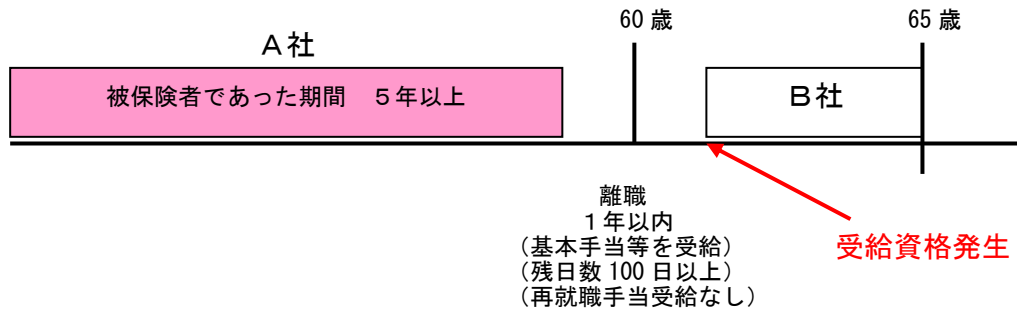 60 歳
65 歳
A社
被保険者であった期間 5年以上
B社
離職
1年以内
(基本手当等を受給)
(残日数 100 日以上)
(再就職手当受給なし)
受給資格発生